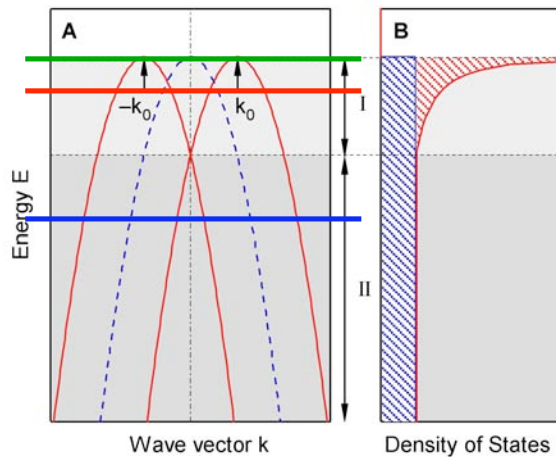 A
B
–k₀
k₀
I
II
Energy E
Wave vector k
Density of States